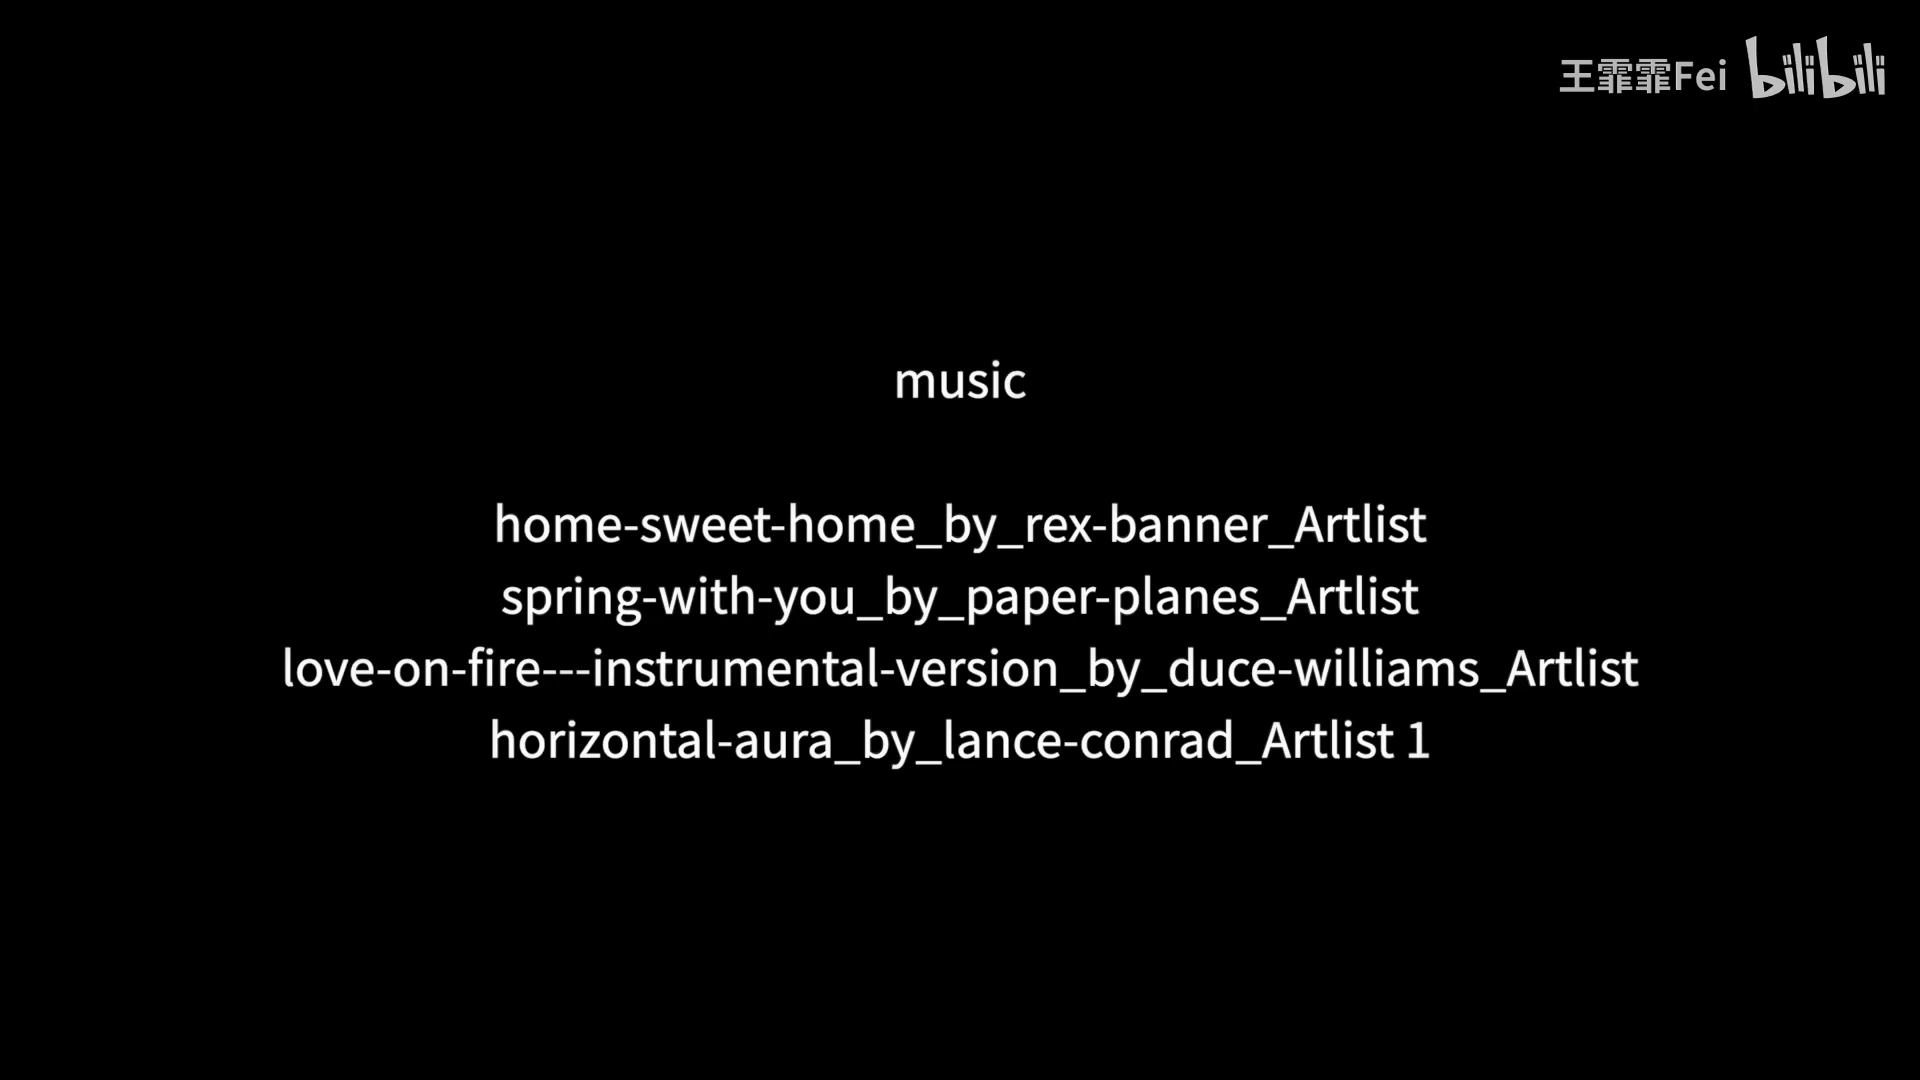 王霏霏Fei bilibili
music
home-sweet-home_by_rex-banner_Artlist
spring-with-you_by_paper-planes_Artlist
love-on-fire---instrumental-version_by_duce-williams_Artlist
horizontal-aura_by_lance-conrad_Artlist 1